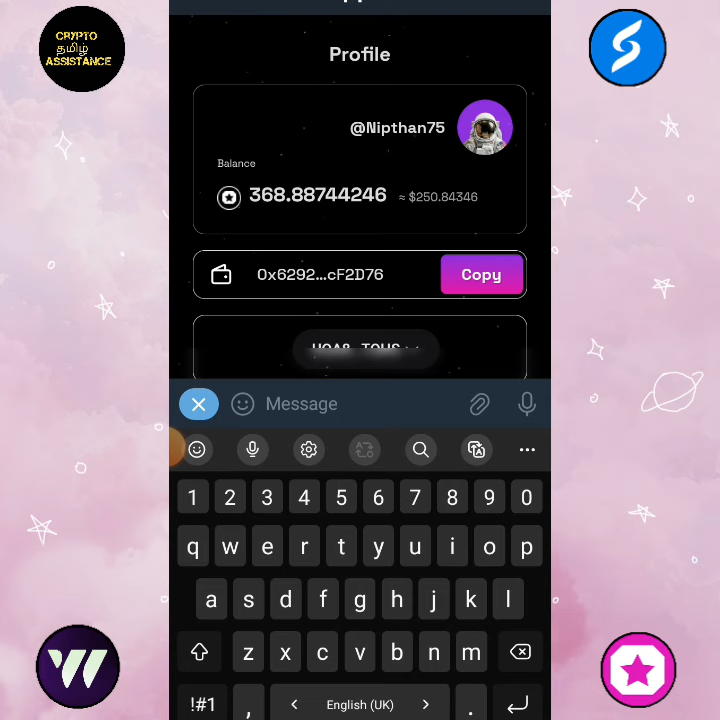 CRYPTO
தமிழ்
ASSISTANCE
Profile
@Nipthan75
Balance
368.88744246 ≈ $250.84346
0x6292...cF2D76 Copy
Message
1 2 3 4 5 6 7 8 9 0
q w e r t y u i o p
a s d f g h j k l
z x c v b n m
!#1 , < English (UK) > .